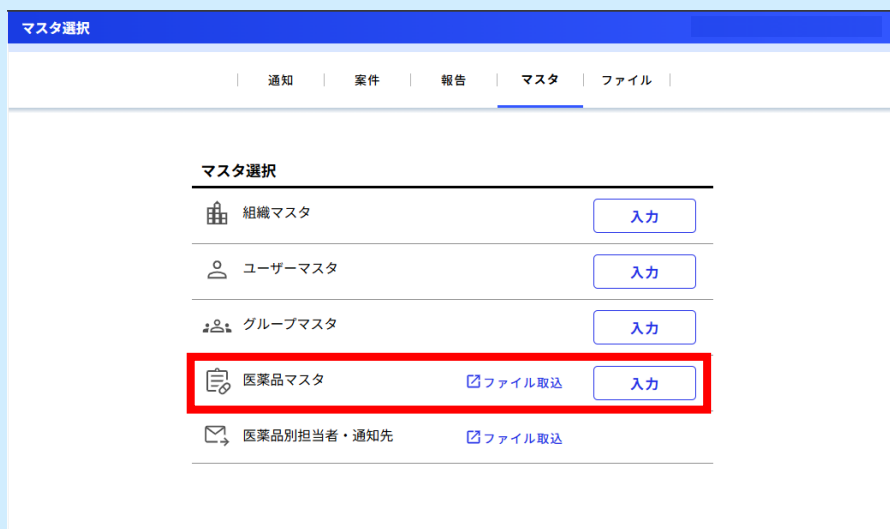 マスタ選択
通知 案件 報告 マスタ ファイル
マスタ選択
組織マスタ 入力
ユーザーマスタ 入力
グループマスタ 入力
医薬品マスタ ファイル取込 入力
医薬品別担当者・通知先 ファイル取込